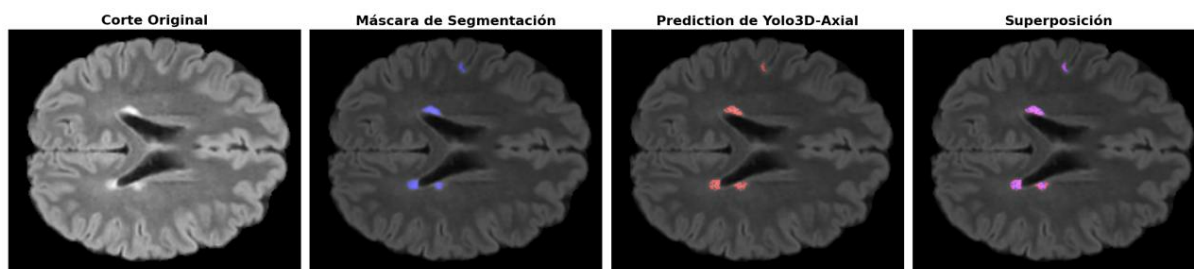 Corte Original
Máscara de Segmentación
Prediction de Yolo3D-Axial
Superposición